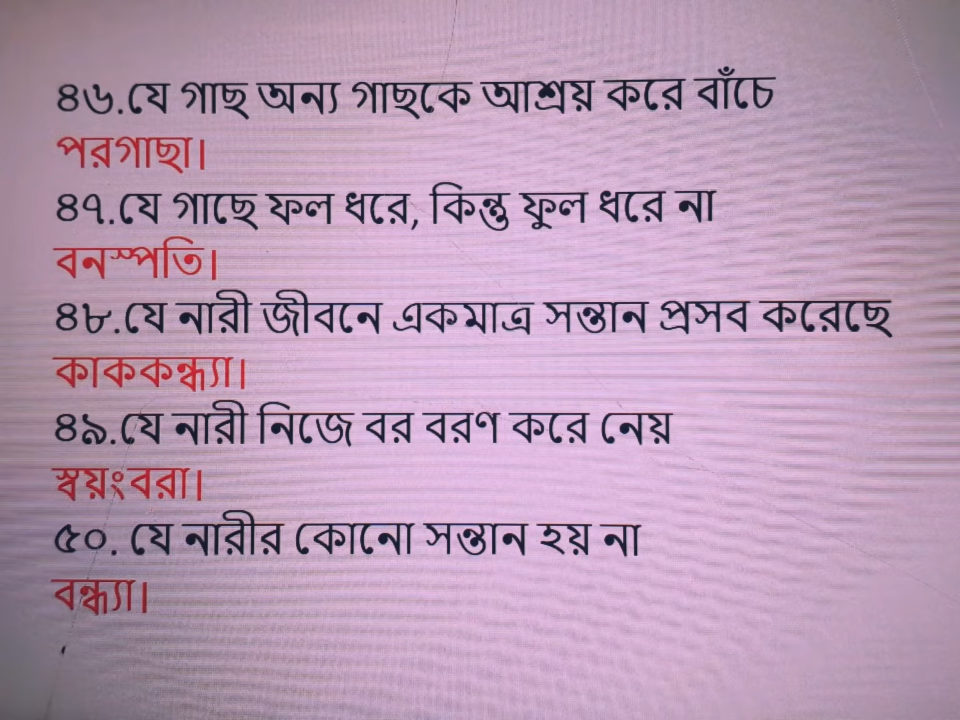 ৪৬.যে গাছ অন্য গাছকে আশ্রয় করে বাঁচে
পরগাছা।
৪৭.যে গাছে ফল ধরে, কিন্তু ফুল ধরে না
বনস্পতি।
৪৮.যে নারী জীবনে একমাত্র সন্তান প্রসব করেছে
কাককন্ধ্যা।
৪৯.যে নারী নিজে বর বরণ করে নেয়
স্বয়ংবরা।
৫০. যে নারীর কোনো সন্তান হয় না
বন্ধ্যা।